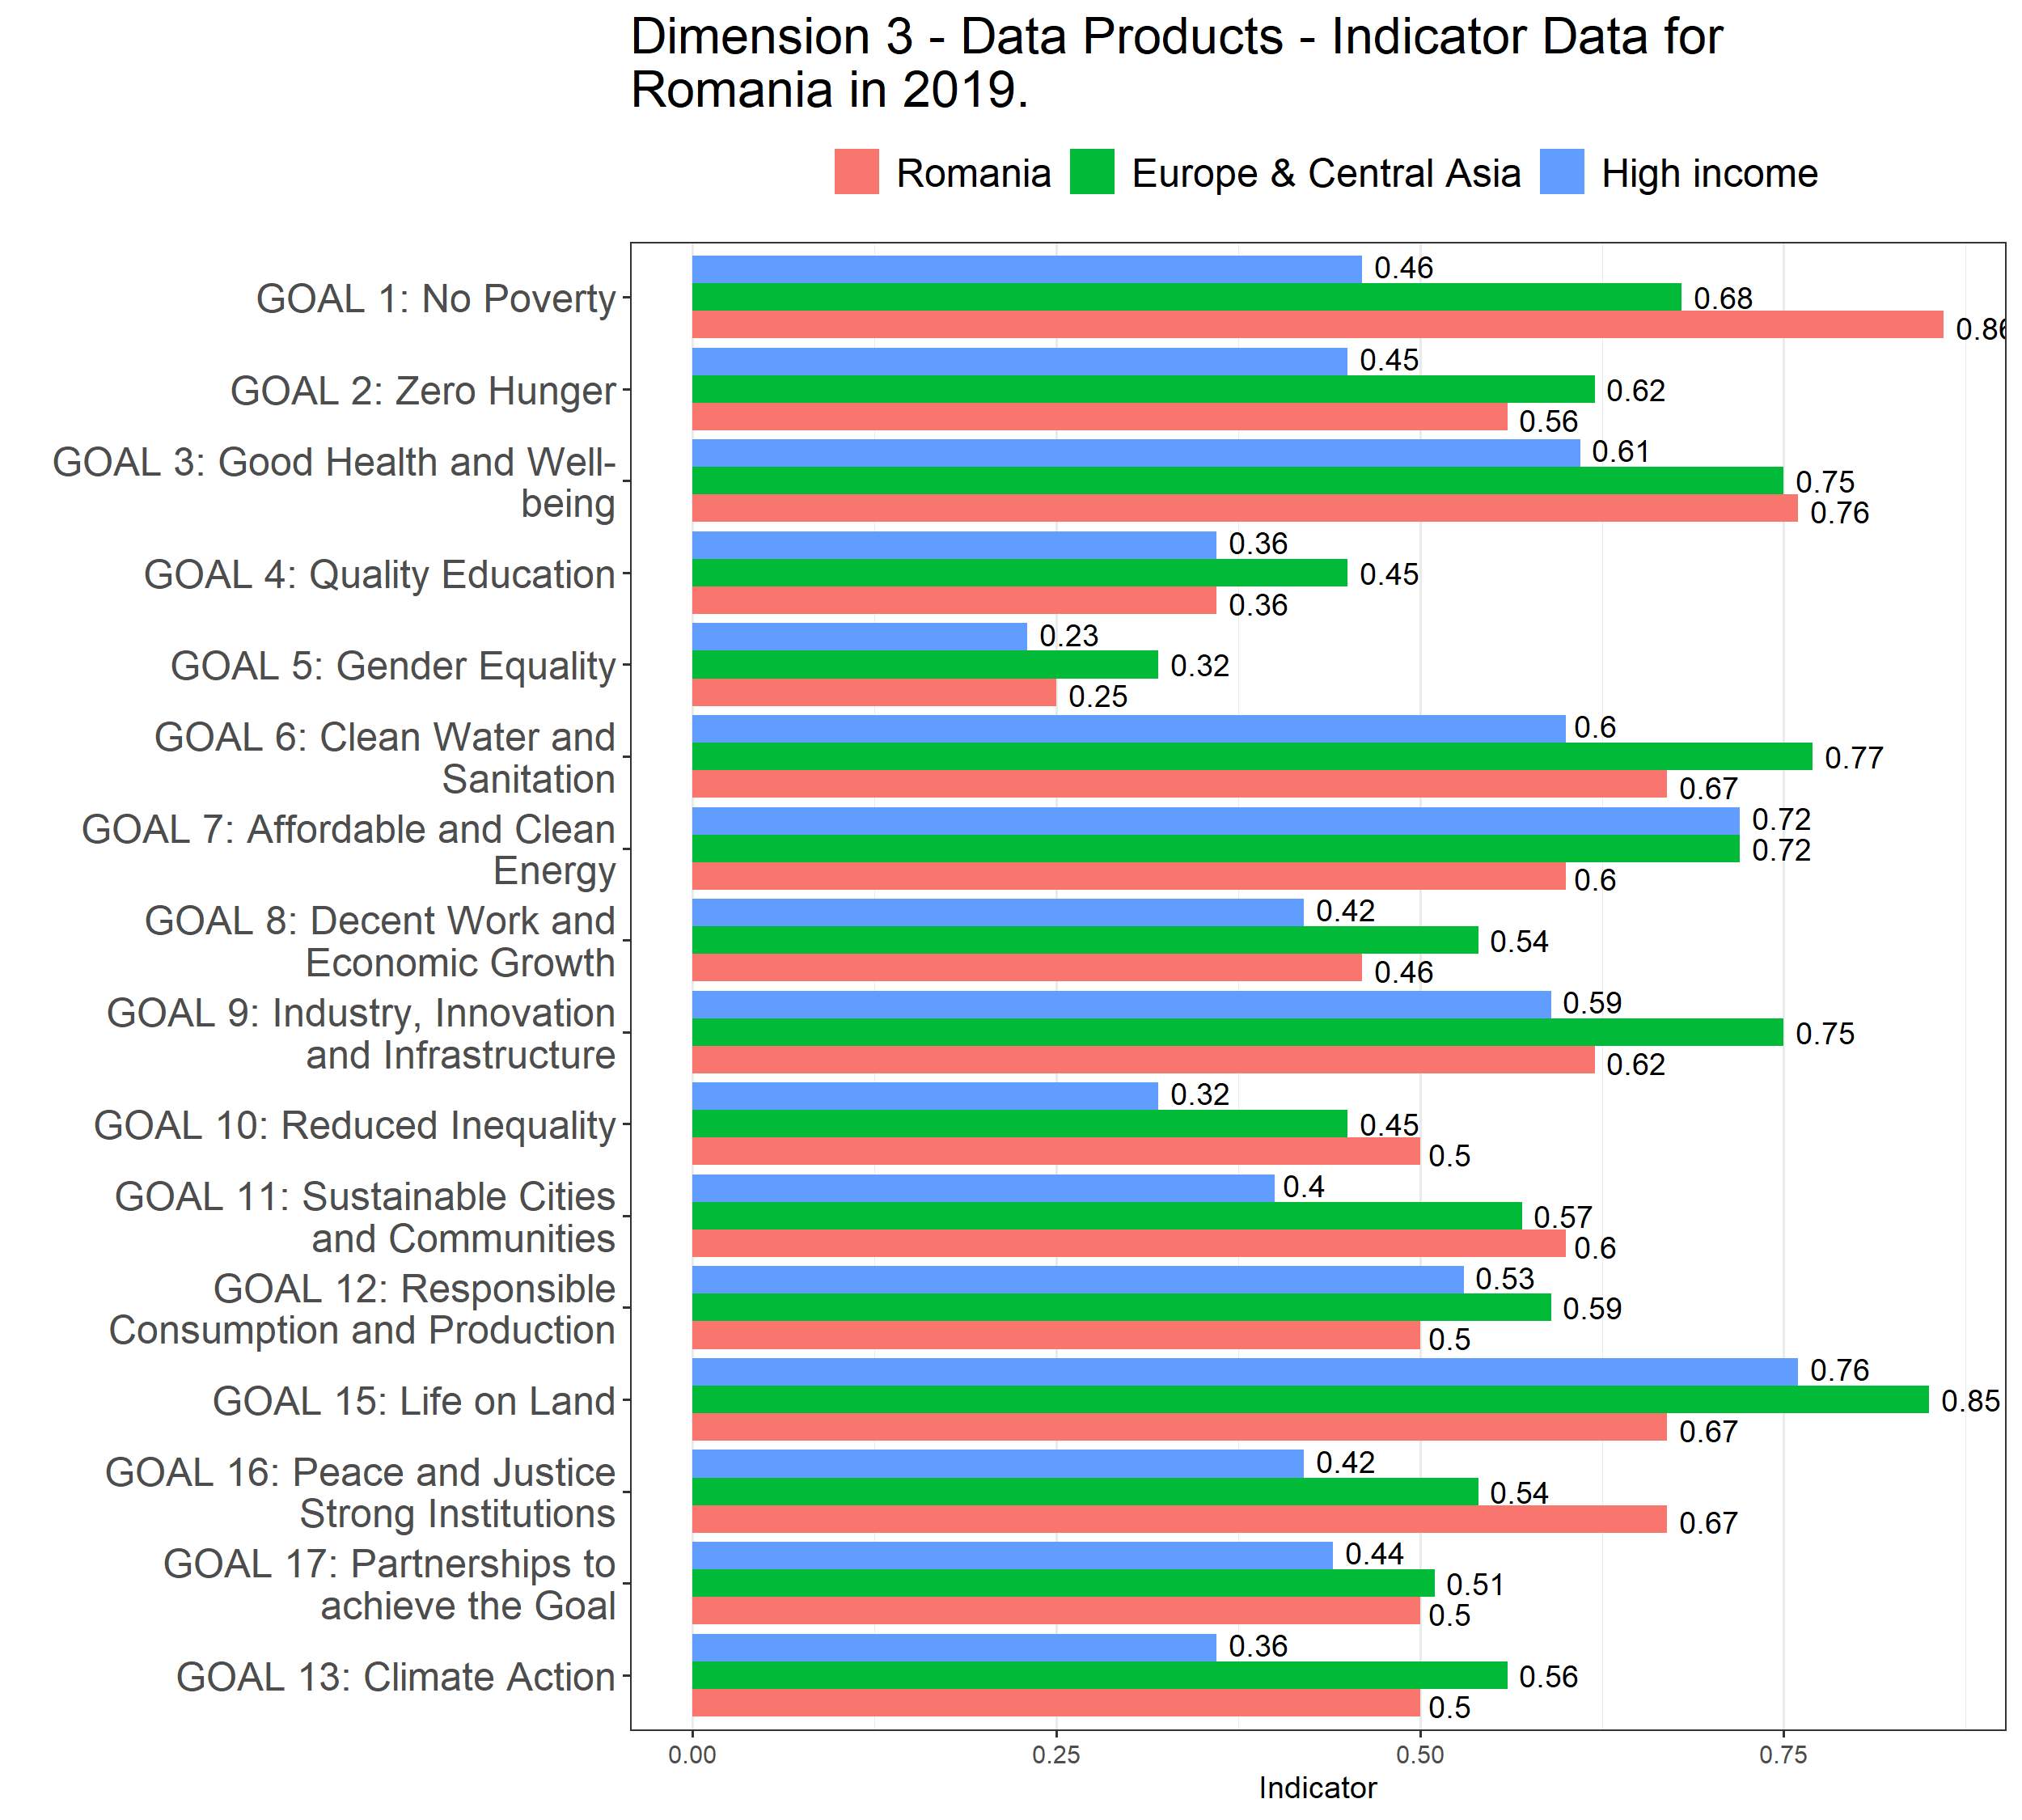 Dimension 3 - Data Products - Indicator Data for
Romania in 2019.
Romania
Europe & Central Asia
High income
GOAL 1: No Poverty
0.46
0.68
0.86
GOAL 2: Zero Hunger
0.45
0.62
0.56
GOAL 3: Good Health and Well-
being
0.61
0.75
0.76
GOAL 4: Quality Education
0.36
0.45
0.36
GOAL 5: Gender Equality
0.23
0.32
0.25
GOAL 6: Clean Water and
Sanitation
0.6
0.77
0.67
GOAL 7: Affordable and Clean
Energy
0.72
0.72
0.6
GOAL 8: Decent Work and
Economic Growth
0.42
0.54
0.46
GOAL 9: Industry, Innovation
and Infrastructure
0.59
0.75
0.62
GOAL 10: Reduced Inequality
0.32
0.45
0.5
GOAL 11: Sustainable Cities
and Communities
0.4
0.57
0.6
GOAL 12: Responsible
Consumption and Production
0.53
0.59
0.5
GOAL 15: Life on Land
0.76
0.85
0.67
GOAL 16: Peace and Justice
Strong Institutions
0.42
0.54
0.67
GOAL 17: Partnerships to
achieve the Goal
0.44
0.51
0.5
GOAL 13: Climate Action
0.36
0.56
0.5
0.00 0.25 0.50 0.75
Indicator